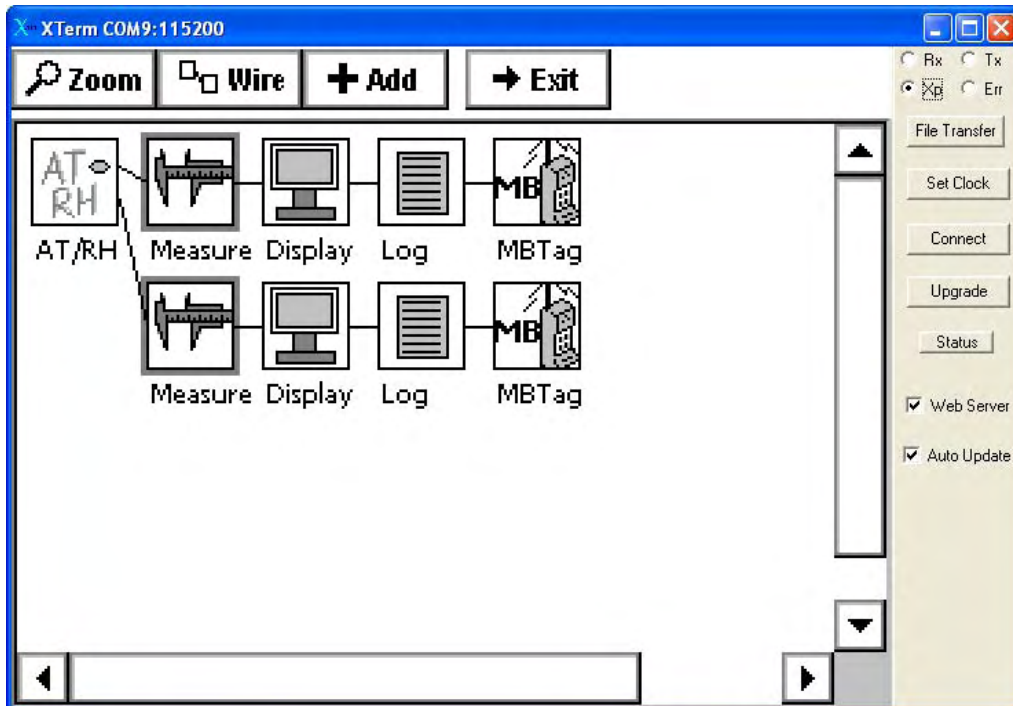 XTerm COM9:115200
Zoom Wire Add Exit
Rx Tx
Xp Err
File Transfer
Set Clock
Connect
Upgrade
Status
Web Server
Auto Update
AT RH
MB
AT/RH Measure Display Log MBTag
MB
Measure Display Log MBTag